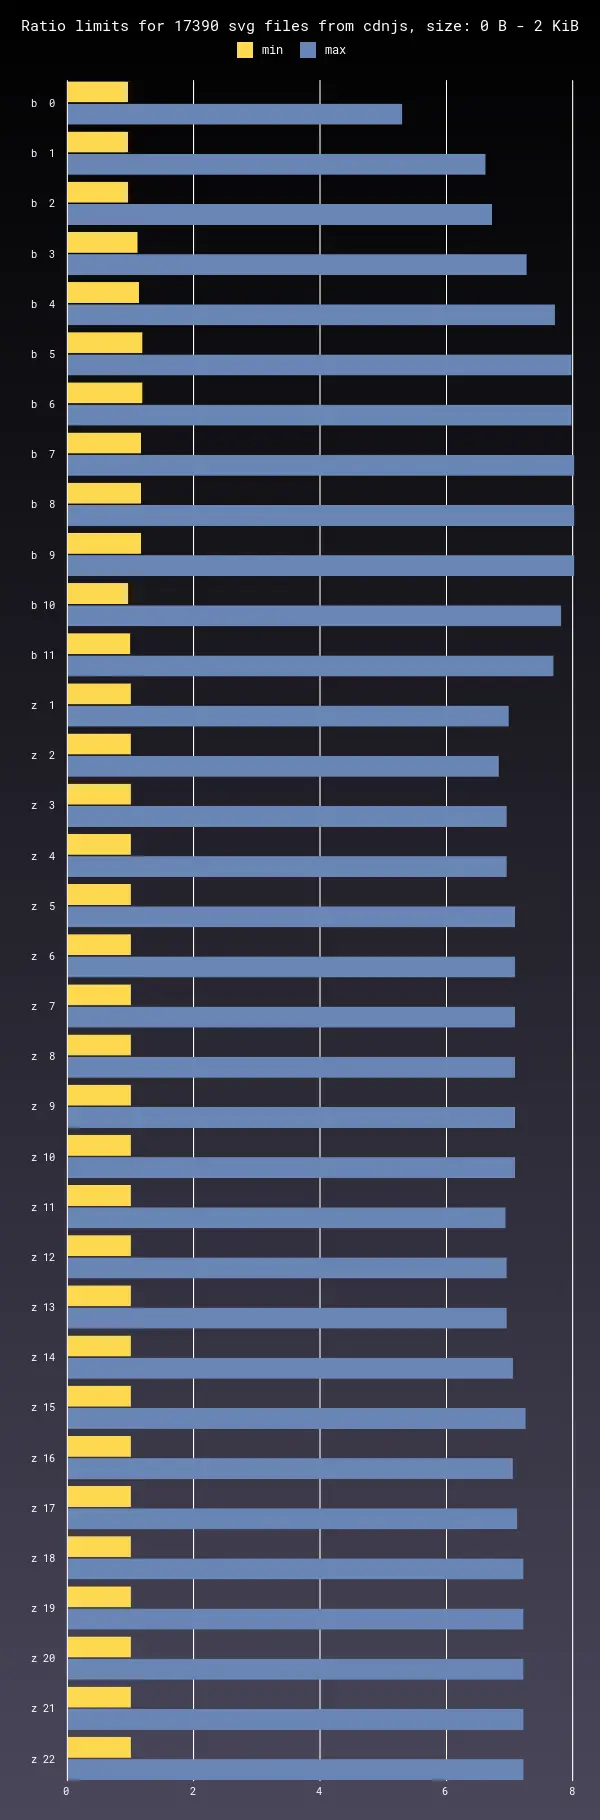 Ratio limits for 17390 svg files from cdnjs, size: 0 B - 2 KiB
min max
b 0
b 1
b 2
b 3
b 4
b 5
b 6
b 7
b 8
b 9
b 10
b 11
z 1
z 2
z 3
z 4
z 5
z 6
z 7
z 8
z 9
z 10
z 11
z 12
z 13
z 14
z 15
z 16
z 17
z 18
z 19
z 20
z 21
z 22
0 2 4 6 8